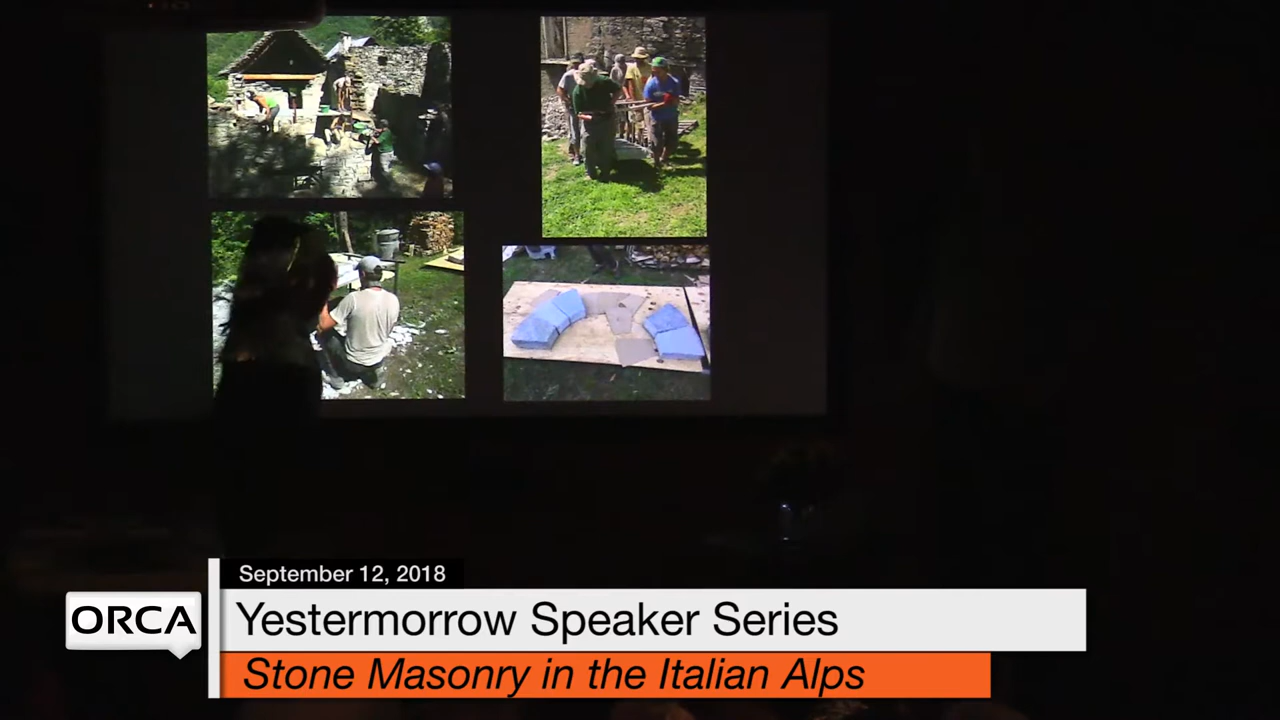 September 12, 2018
ORCA
Yestermorrow Speaker Series
Stone Masonry in the Italian Alps